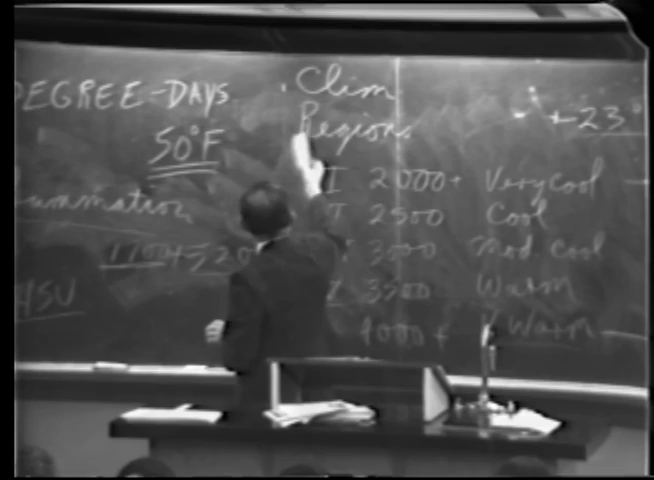 DEGREE-DAYS
50°F
Summation
HSU
Clim
Regions
I 2000+ Very Cool
2500 Cool
3000 Mod. Cool
3500 Warm
4000+ V Warm
+23°